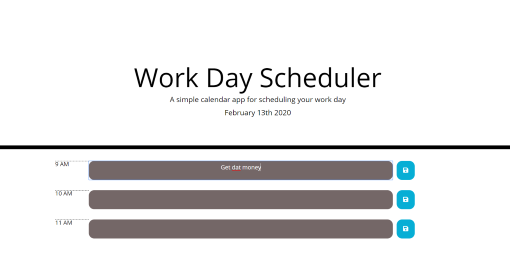 Work Day Scheduler
A simple calendar app for scheduling your work day
February 13th 2020
9 AM
Get dat money
10 AM
11 AM